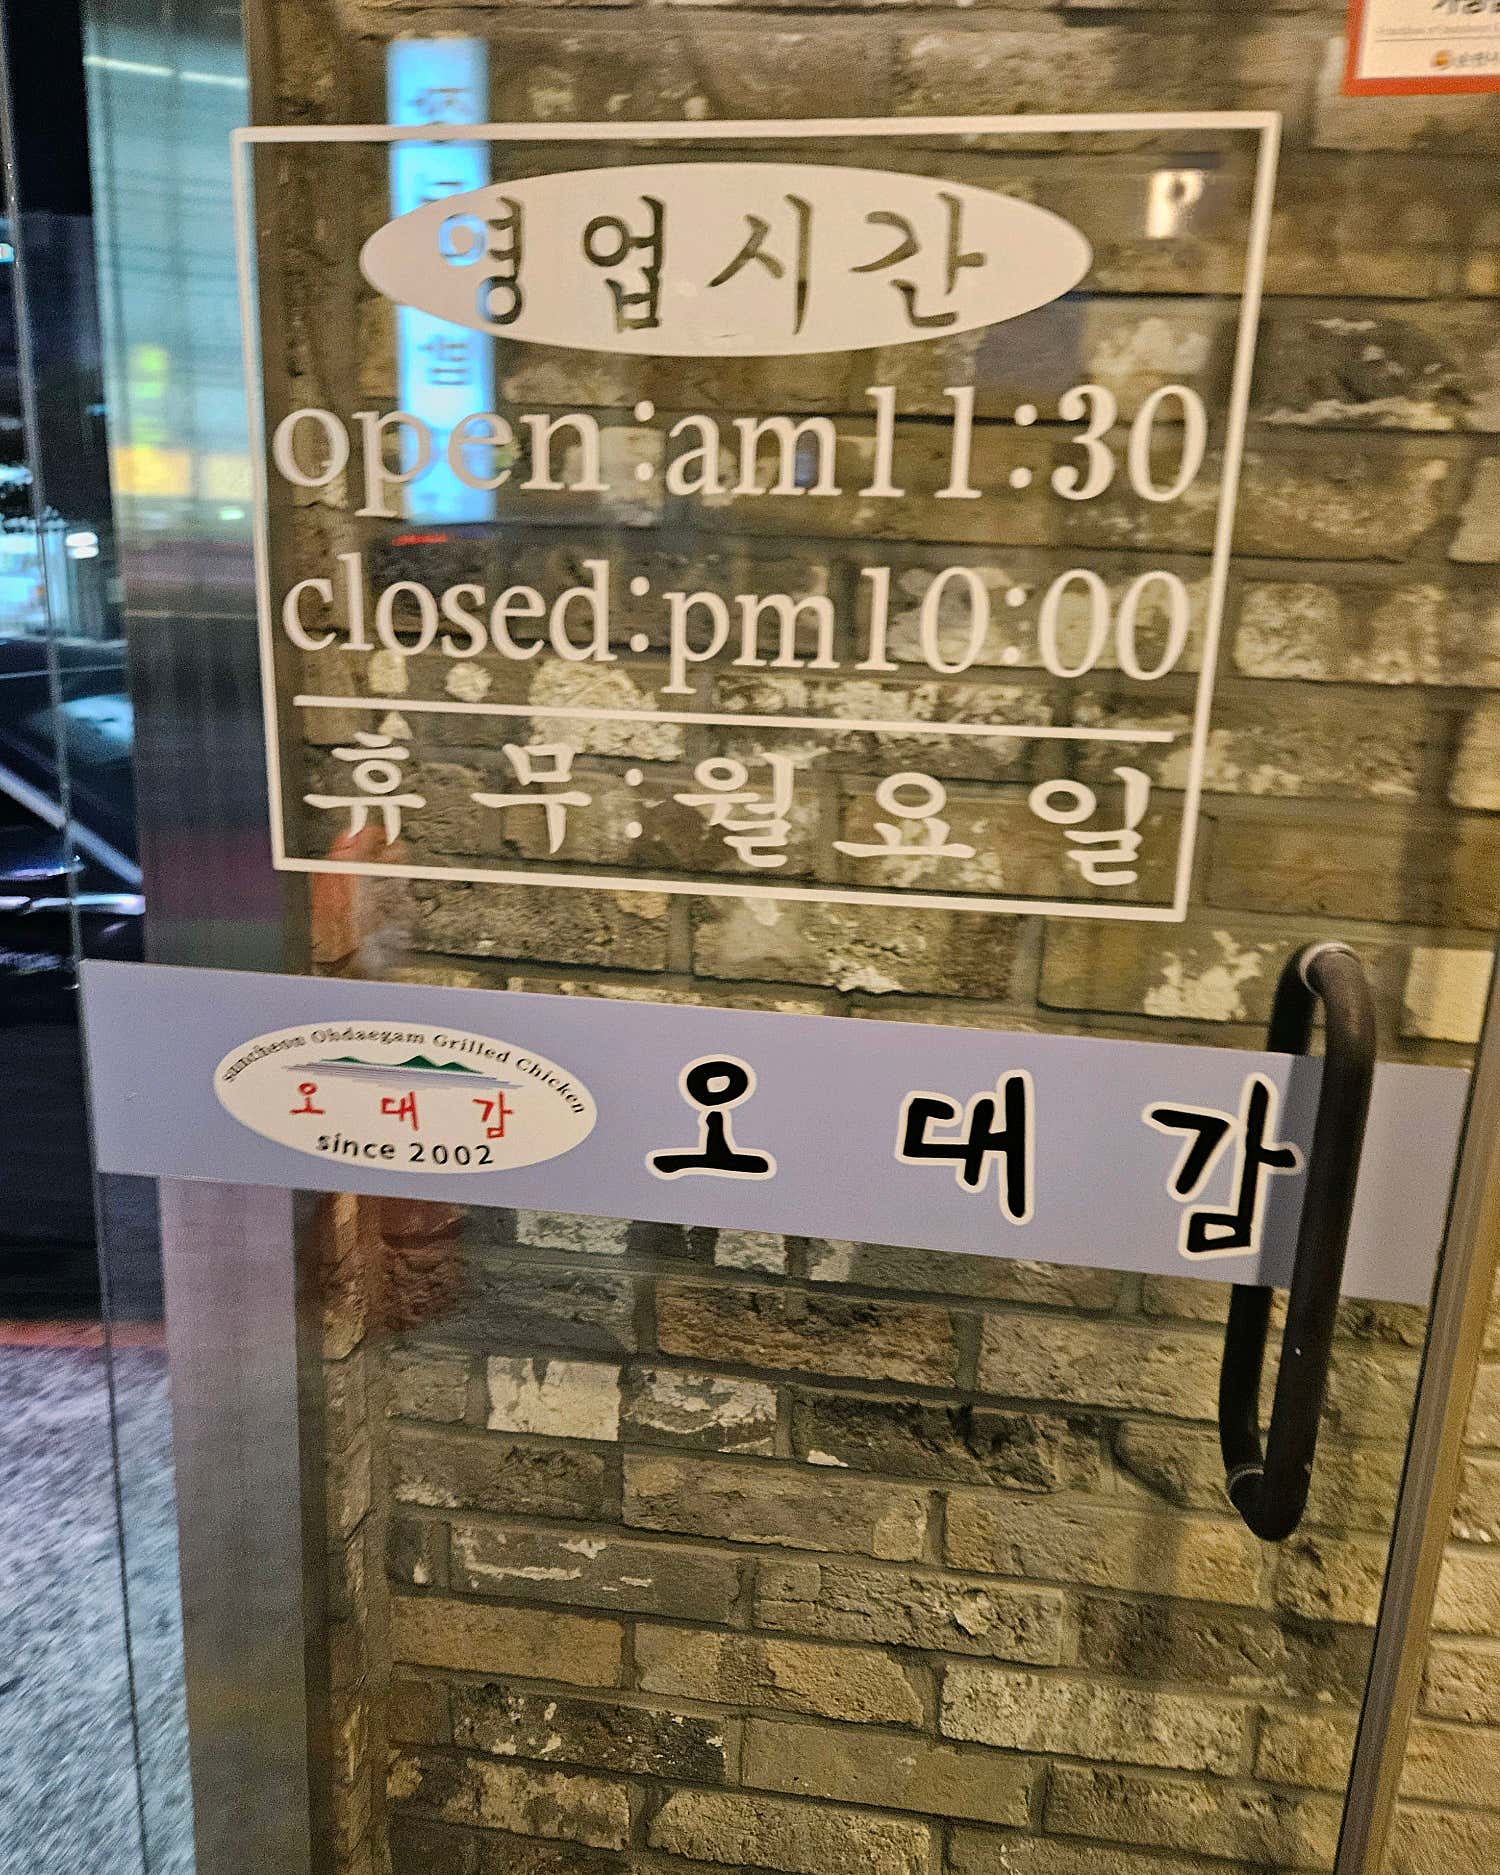 영업시간
open:am11:30
closed:pm10:00
휴무:월요일
suncheon Ohdaegam Grilled Chicken
오대감
since 2002
오대감